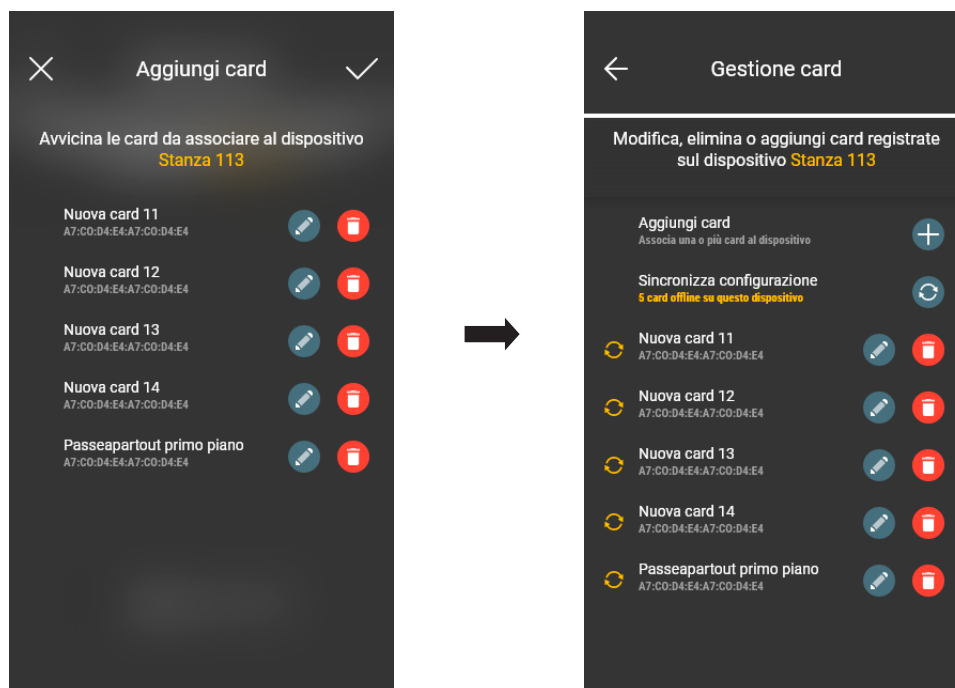 Aggiungi card
Avvicina le card da associare al dispositivo
Stanza 113
Nuova card 11
A7:C0:D4:E4:A7:C0:D4:E4
Nuova card 12
A7:C0:D4:E4:A7:C0:D4:E4
Nuova card 13
A7:C0:D4:E4:A7:C0:D4:E4
Nuova card 14
A7:C0:D4:E4:A7:C0:D4:E4
Passeapartout primo piano
A7:C0:D4:E4:A7:C0:D4:E4
Gestione card
Modifica, elimina o aggiungi card registrate
sul dispositivo Stanza 113
Aggiungi card
Associa una o più card al dispositivo
Sincronizza configurazione
5 card offline su questo dispositivo
Nuova card 11
A7:C0:D4:E4:A7:C0:D4:E4
Nuova card 12
A7:C0:D4:E4:A7:C0:D4:E4
Nuova card 13
A7:C0:D4:E4:A7:C0:D4:E4
Nuova card 14
A7:C0:D4:E4:A7:C0:D4:E4
Passeapartout primo piano
A7:C0:D4:E4:A7:C0:D4:E4